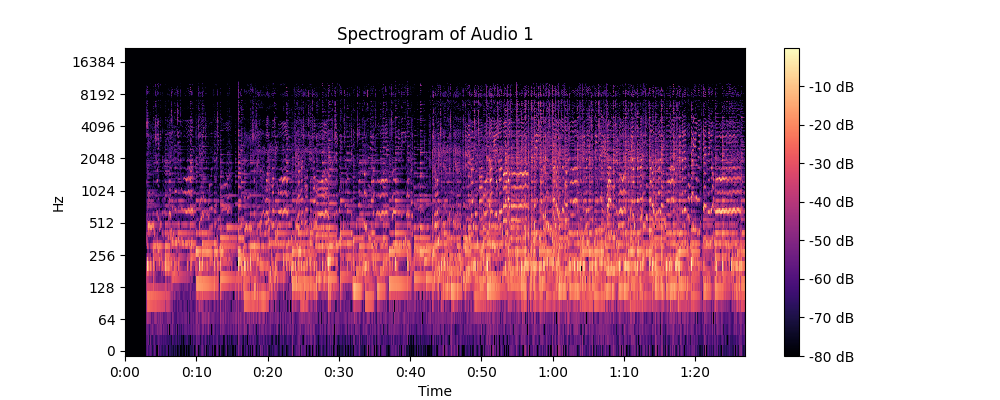 Spectrogram of Audio 1
16384
8192
4096
2048
1024
512
256
128
64
0
Hz
0:00 0:10 0:20 0:30 0:40 0:50 1:00 1:10 1:20
Time
-10 dB
-20 dB
-30 dB
-40 dB
-50 dB
-60 dB
-70 dB
-80 dB